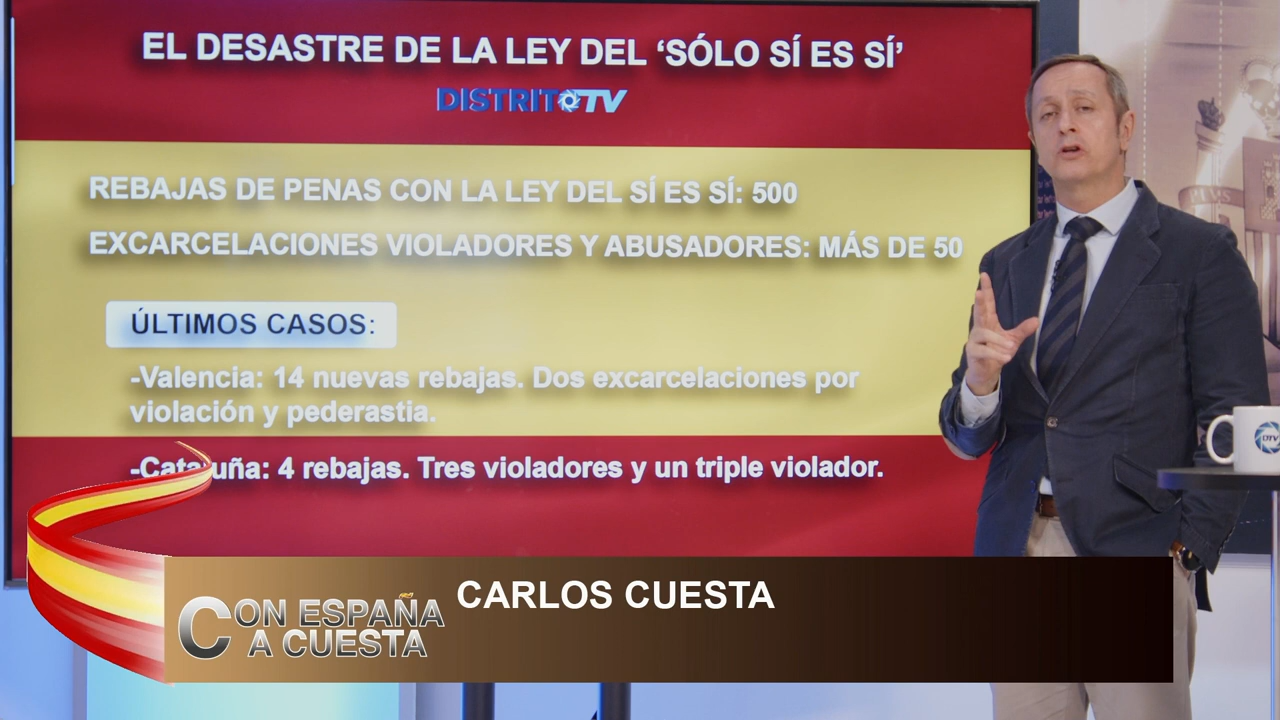 EL DESASTRE DE LA LEY DEL ‘SÓLO SÍ ES SÍ’
DISTRITO TV
REBAJAS DE PENAS CON LA LEY DEL SÍ ES SÍ: 500
EXCARCELACIONES VIOLADORES Y ABUSADORES: MÁS DE 50
ÚLTIMOS CASOS:
-Valencia: 14 nuevas rebajas. Dos excarcelaciones por
violación y pederastia.
-Cataluña: 4 rebajas. Tres violadores y un triple violador.
DTV
CON ESPAÑA
A CUESTA
CARLOS CUESTA